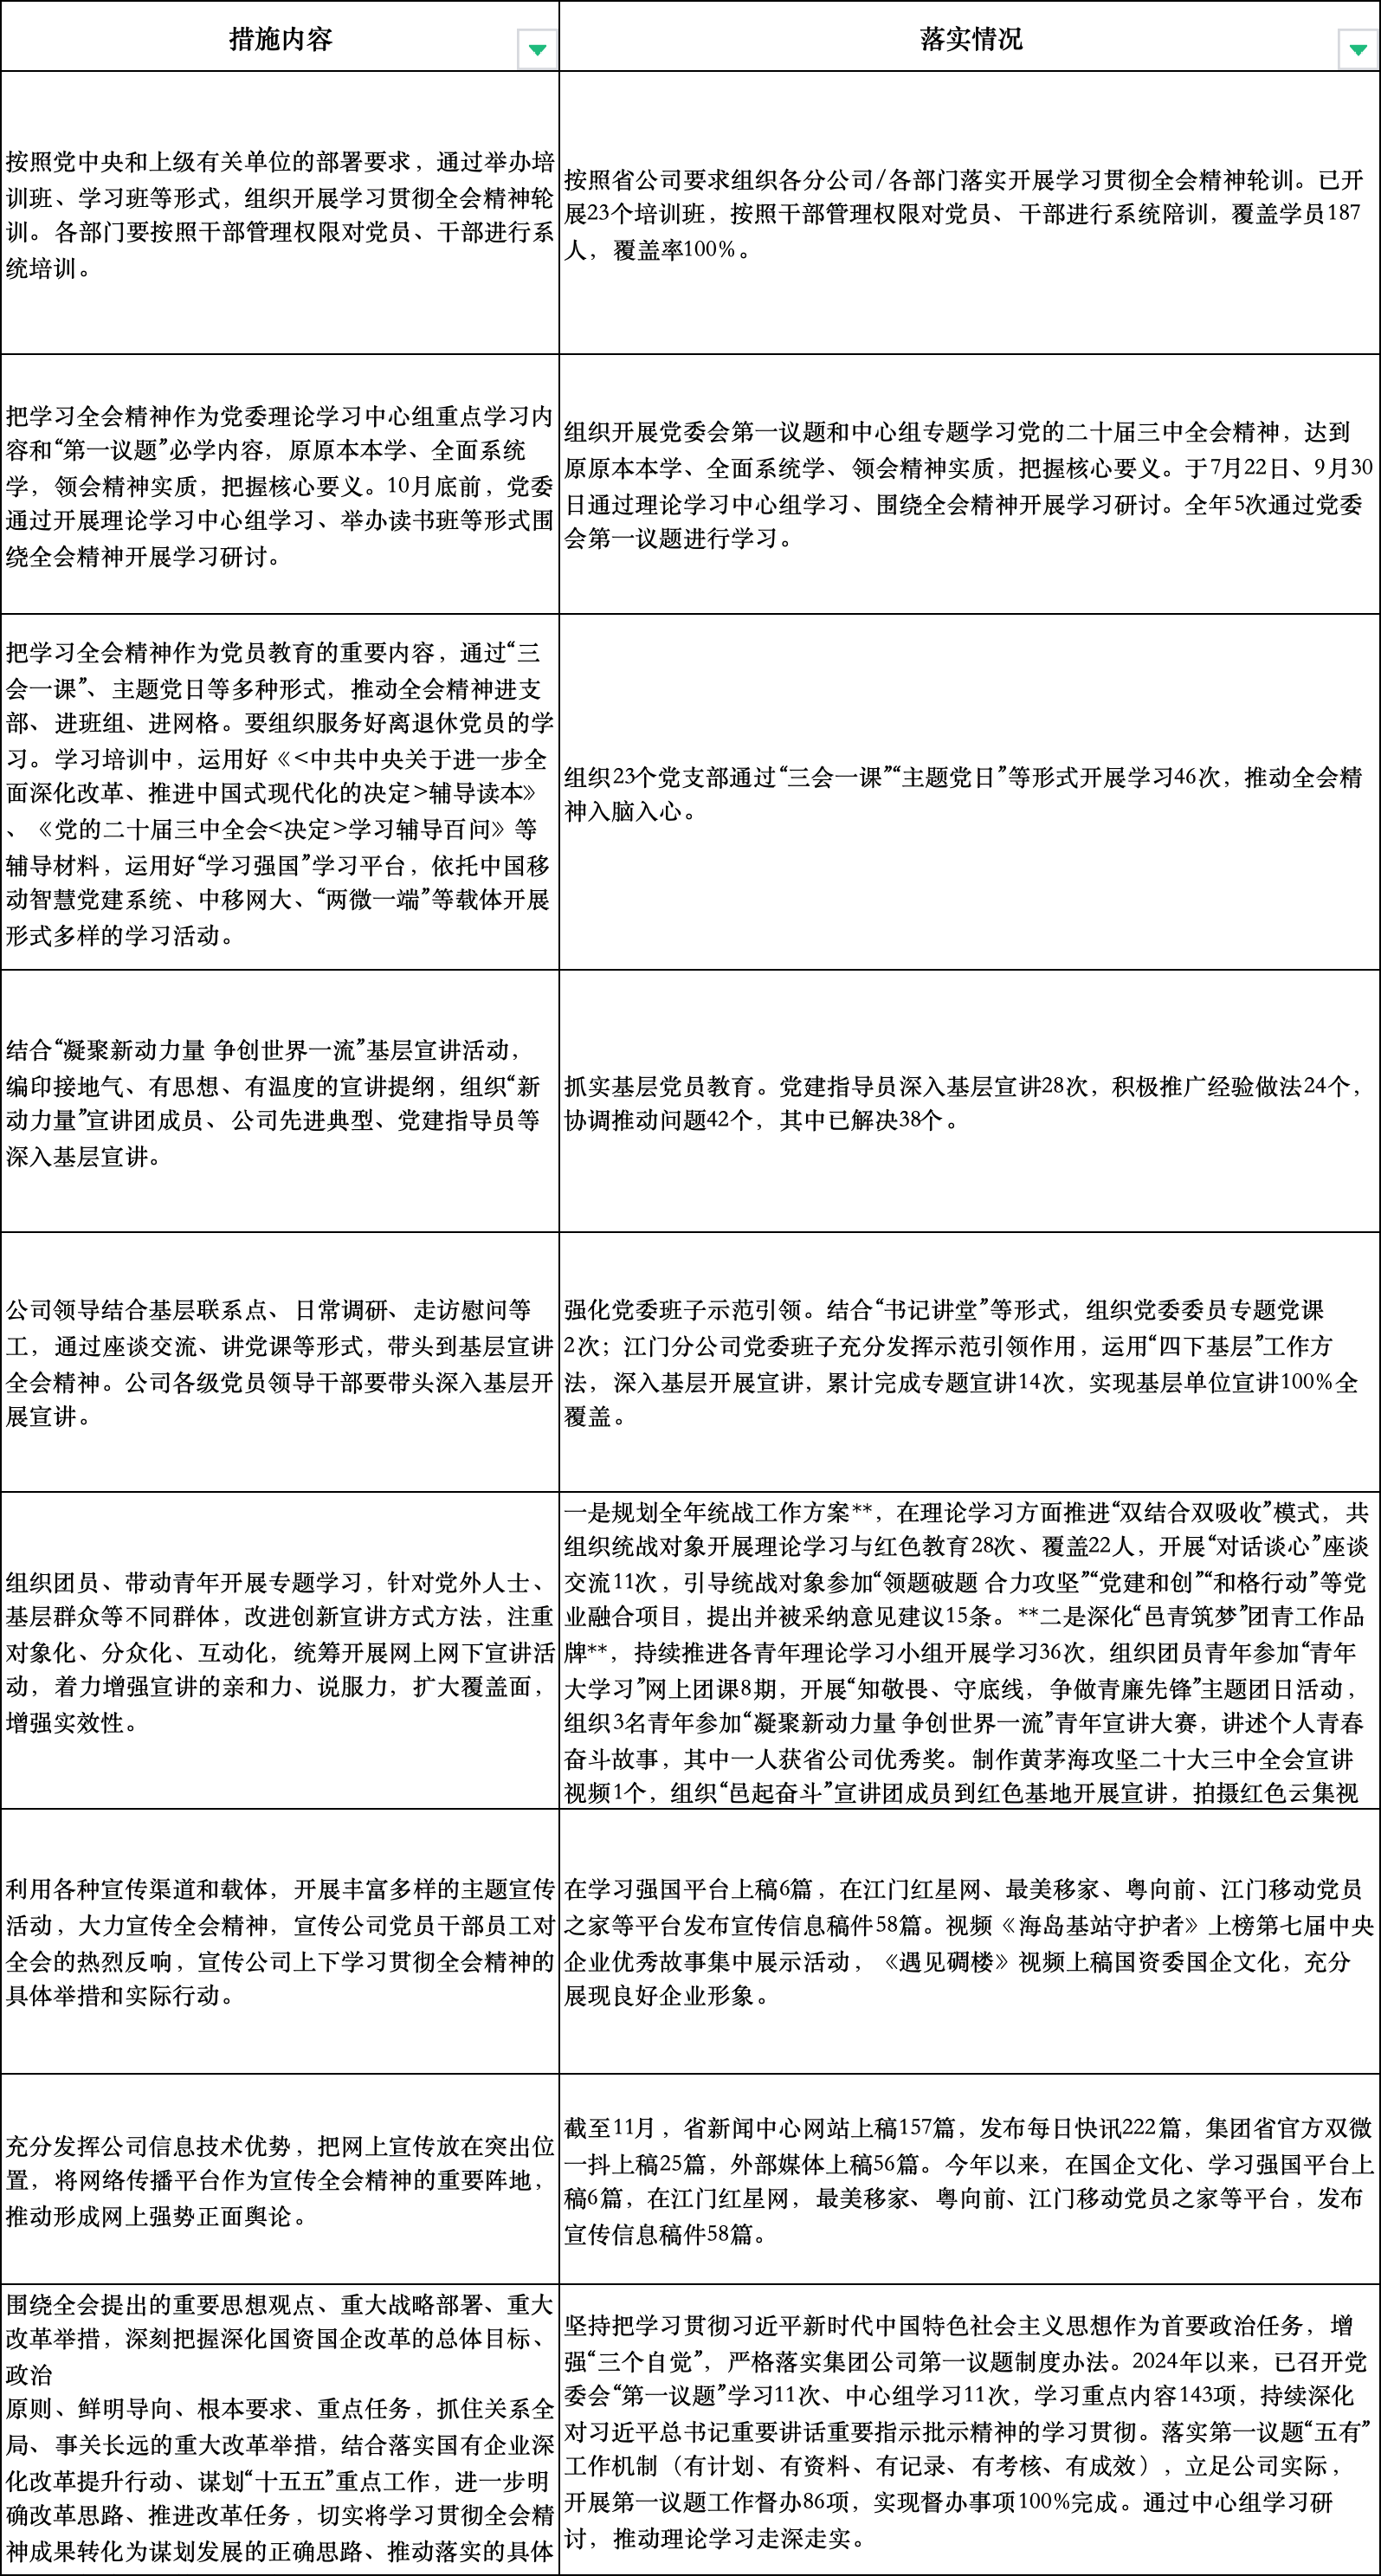 措施内容
落实情况
按照党中央和上级有关单位的部署要求，通过举办培
训班、学习班等形式，组织开展学习贯彻全会精神轮
训。各部门要按照干部管理权限对党员、干部进行系
统培训。
按照省公司要求组织各分公司/各部门落实开展学习贯彻全会精神轮训。已开
展23个培训班，按照干部管理权限对党员、干部进行系统陪训，覆盖学员187
人，覆盖率100%。
把学习全会精神作为党委理论学习中心组重点学习内
容和“第一议题”必学内容，原原本本学、全面系统
学，领会精神实质，把握核心要义。10月底前，党委
通过开展理论学习中心组学习、举办读书班等形式围
绕全会精神开展学习研讨。
组织开展党委会第一议题和中心组专题学习党的二十届三中全会精神，达到
原原本本学、全面系统学、领会精神实质，把握核心要义。于7月22日、9月30
日通过理论学习中心组学习、围绕全会精神开展学习研讨。全年5次通过党委
会第一议题进行学习。
把学习全会精神作为党员教育的重要内容，通过“三
会一课”、主题党日等多种形式，推动全会精神进支
部、进班组、进网格。要组织服务好离退休党员的学
习。学习培训中，运用好《<中共中央关于进一步全
面深化改革、推进中国式现代化的决定>辅导读本》
、《党的二十届三中全会<决定>学习辅导百问》等
辅导材料，运用好“学习强国”学习平台，依托中国移
动智慧党建系统、中移网大、“两微一端”等载体开展
形式多样的学习活动。
组织23个党支部通过“三会一课”“主题党日”等形式开展学习46次，推动全会精
神入脑入心。
结合“凝聚新动力量 争创世界一流”基层宣讲活动，
编印接地气、有思想、有温度的宣讲提纲，组织“新
动力量”宣讲团成员、公司先进典型、党建指导员等
深入基层宣讲。
抓实基层党员教育。党建指导员深入基层宣讲28次，积极推广经验做法24个，
协调推动问题42个，其中已解决38个。
公司领导结合基层联系点、日常调研、走访慰问等
工，通过座谈交流、讲党课等形式，带头到基层宣讲
全会精神。公司各级党员领导干部要带头深入基层开
展宣讲。
强化党委班子示范引领。结合“书记讲堂”等形式，组织党委委员专题党课
2次；江门分公司党委班子充分发挥示范引领作用，运用“四下基层”工作方
法，深入基层开展宣讲，累计完成专题宣讲14次，实现基层单位宣讲100%全
覆盖。
组织团员、带动青年开展专题学习，针对党外人士、
基层群众等不同群体，改进创新宣讲方式方法，注重
对象化、分众化、互动化，统筹开展网上网下宣讲活
动，着力增强宣讲的亲和力、说服力，扩大覆盖面，
增强实效性。
一是规划全年统战工作方案**，在理论学习方面推进“双结合双吸收”模式，共
组织统战对象开展理论学习与红色教育28次、覆盖22人，开展“对话谈心”座谈
交流11次，引导统战对象参加“领题破题 合力攻坚”“党建和创”“和格行动”等党
业融合项目，提出并被采纳意见建议15条。**二是深化“邑青筑梦”团青工作品
牌**，持续推进各青年理论学习小组开展学习36次，组织团员青年参加“青年
大学习”网上团课8期，开展“知敬畏、守底线，争做青廉先锋”主题团日活动，
组织3名青年参加“凝聚新动力量 争创世界一流”青年宣讲大赛，讲述个人青春
奋斗故事，其中一人获省公司优秀奖。制作黄茅海攻坚二十大三中全会宣讲
视频1个，组织“邑起奋斗”宣讲团成员到红色基地开展宣讲，拍摄红色云集视
利用各种宣传渠道和载体，开展丰富多样的主题宣传
活动，大力宣传全会精神，宣传公司党员干部员工对
全会的热烈反响，宣传公司上下学习贯彻全会精神的
具体举措和实际行动。
在学习强国平台上稿6篇，在江门红星网、最美移家、粤向前、江门移动党员
之家等平台发布宣传信息稿件58篇。视频《海岛基站守护者》上榜第七届中央
企业优秀故事集中展示活动，《遇见碉楼》视频上稿国资委国企文化，充分
展现良好企业形象。
充分发挥公司信息技术优势，把网上宣传放在突出位
置，将网络传播平台作为宣传全会精神的重要阵地，
推动形成网上强势正面舆论。
截至11月，省新闻中心网站上稿157篇，发布每日快讯222篇，集团省官方双微
一抖上稿25篇，外部媒体上稿56篇。今年以来，在国企文化、学习强国平台上
稿6篇，在江门红星网，最美移家、粤向前、江门移动党员之家等平台，发布
宣传信息稿件58篇。
围绕全会提出的重要思想观点、重大战略部署、重大
改革举措，深刻把握深化国资国企改革的总体目标、
政治
原则、鲜明导向、根本要求、重点任务，抓住关系全
局、事关长远的重大改革举措，结合落实国有企业深
化改革提升行动、谋划“十五五”重点工作，进一步明
确改革思路、推进改革任务，切实将学习贯彻全会精
神成果转化为谋划发展的正确思路、推动落实的具体
坚持把学习贯彻习近平新时代中国特色社会主义思想作为首要政治任务，增
强“三个自觉”，严格落实集团公司第一议题制度办法。2024年以来，已召开党
委会“第一议题”学习11次、中心组学习11次，学习重点内容143项，持续深化
对习近平总书记重要讲话重要指示批示精神的学习贯彻。落实第一议题“五有”
工作机制（有计划、有资料、有记录、有考核、有成效），立足公司实际，
开展第一议题工作督办86项，实现督办事项100%完成。通过中心组学习研
讨，推动理论学习走深走实。